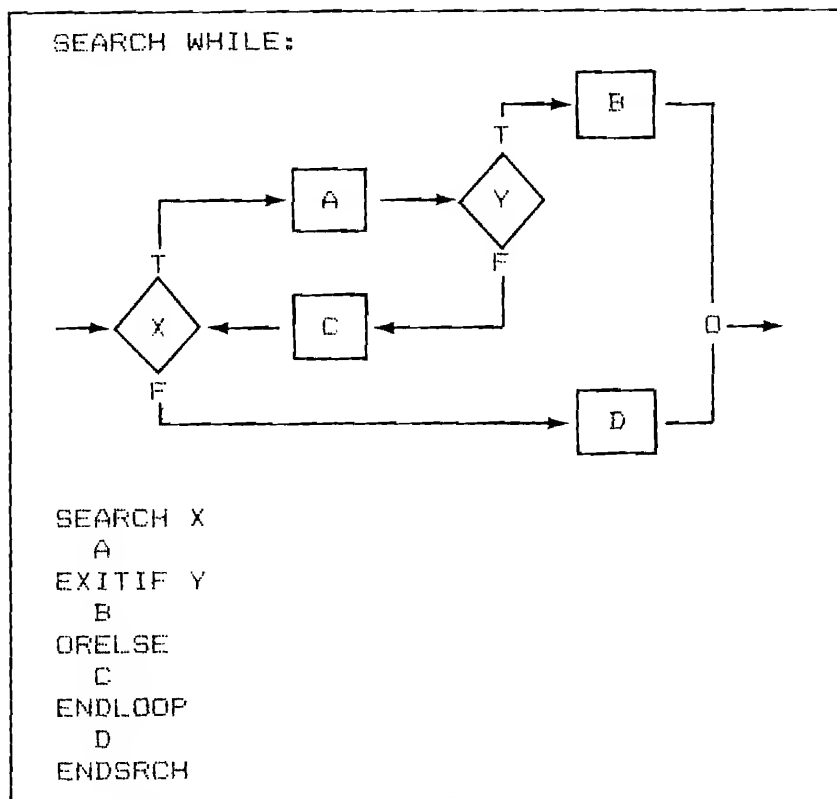 SEARCH WHILE:
B
T
A
Y
T
F
X
C
O
F
D
SEARCH X
A
EXITIF Y
B
ORELSE
C
ENDLOOP
D
ENDSRCH